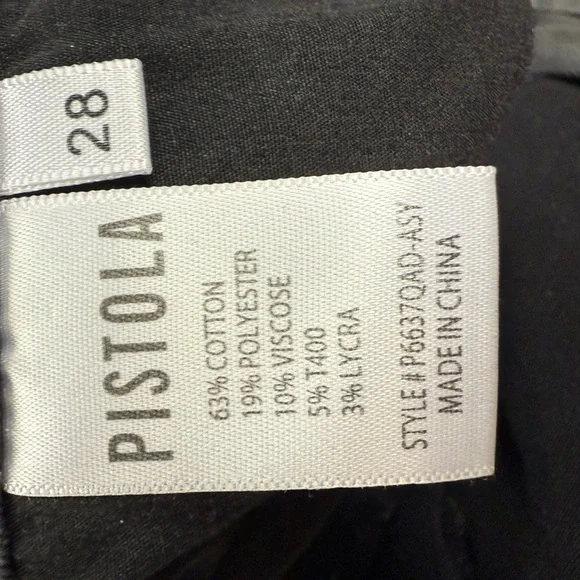 28
PISTOLA
63% COTTON
19% POLYESTER
10% VISCOSE
5% T400
3% LYCRA
STYLE # P6637QAD-ASY
MADE IN CHINA